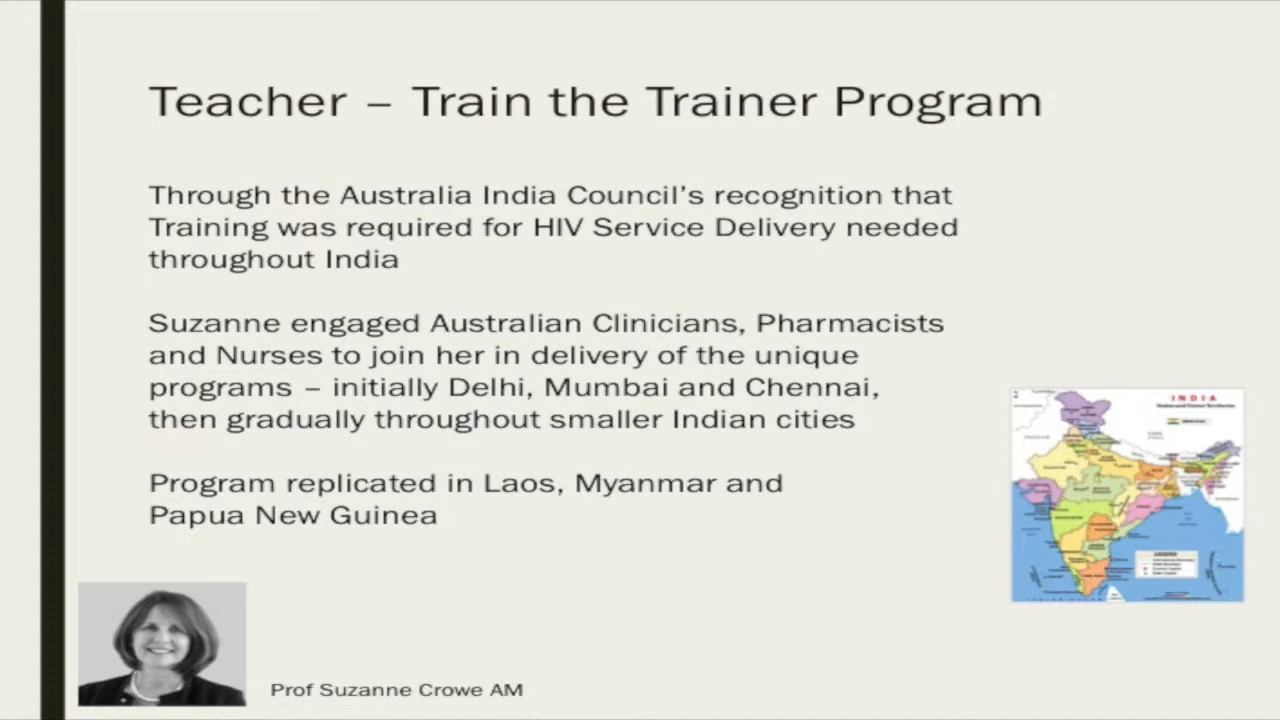 Teacher – Train the Trainer Program
Through the Australia India Council’s recognition that
Training was required for HIV Service Delivery needed
throughout India
Suzanne engaged Australian Clinicians, Pharmacists
and Nurses to join her in delivery of the unique
programs – initially Delhi, Mumbai and Chennai,
then gradually throughout smaller Indian cities
Program replicated in Laos, Myanmar and
Papua New Guinea
INDIA
Prof Suzanne Crowe AM